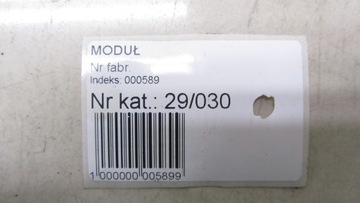 MODUŁ
Nr fabr.
Indeks: 000589
Nr kat.: 29/030
1 000000 005899